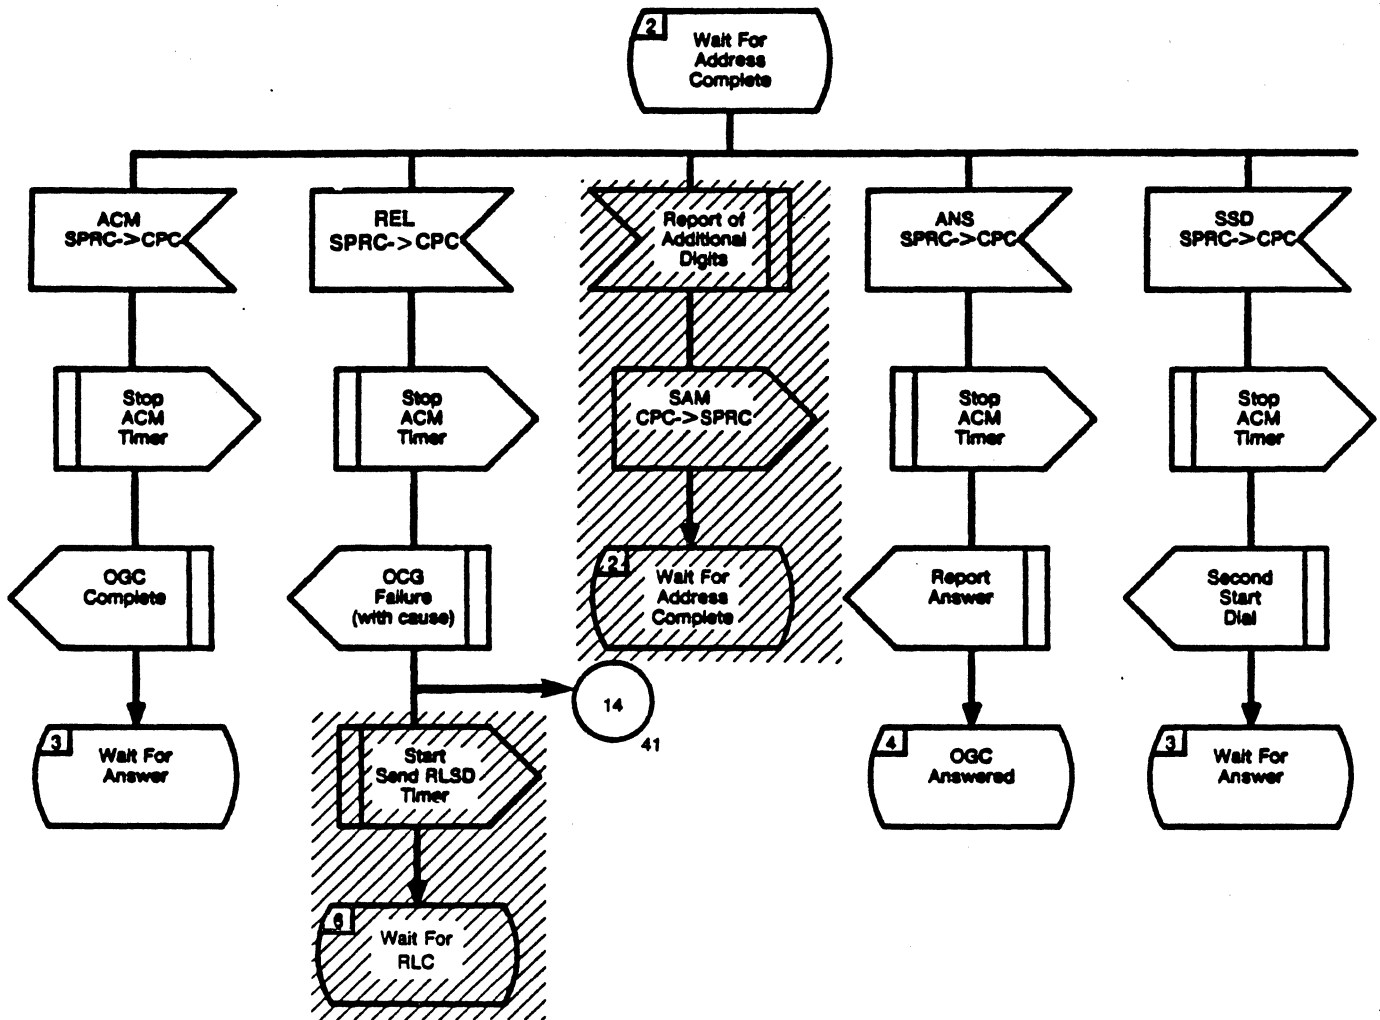 2
Wait For
Address
Complete
ACM
SPRC->CPC
REL
SPRC->CPC
Report of
Additional
Digits
ANS
SPRC->CPC
SSD
SPRC->CPC
Stop
ACM
Timer
Stop
ACM
Timer
SAM
CPC->SPRC
Stop
ACM
Timer
Stop
ACM
Timer
OGC
Complete
OCG
Failure
(with cause)
2
Wait For
Address
Complete
Report
Answer
Second
Start
Dial
14
41
3
Wait For
Answer
Start
Send RLSD
Timer
4
OGC
Answered
3
Wait For
Answer
6
Wait For
RLC